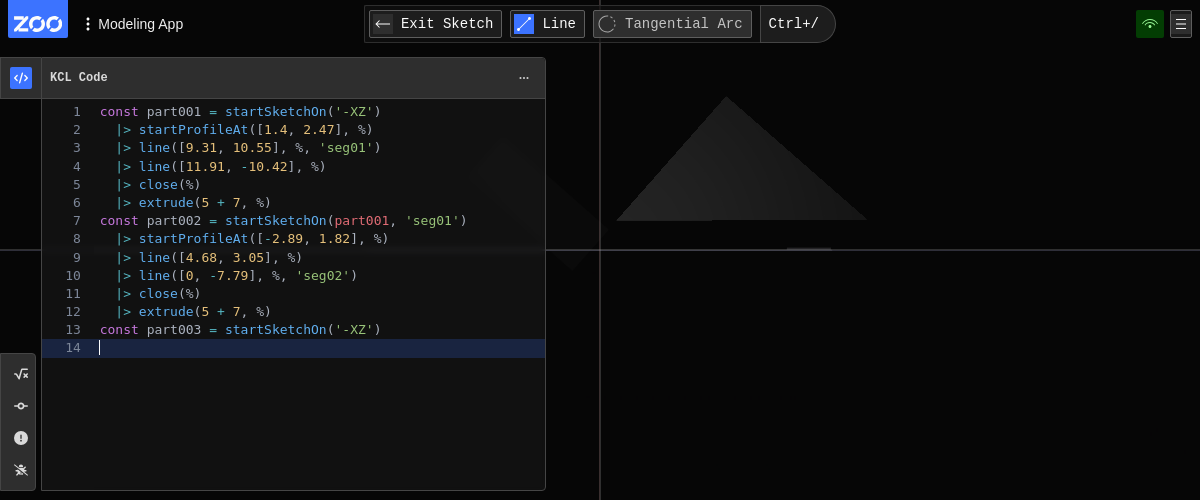 ZOO
Modeling App
Exit Sketch
Line
Tangential Arc
Ctrl+/
KCL Code
1 const part001 = startSketchOn('-XZ')
2   |> startProfileAt([1.4, 2.47], %)
3   |> line([9.31, 10.55], %, 'seg01')
4   |> line([11.91, -10.42], %)
5   |> close(%)
6   |> extrude(5 + 7, %)
7 const part002 = startSketchOn(part001, 'seg01')
8   |> startProfileAt([-2.89, 1.82], %)
9   |> line([4.68, 3.05], %)
10   |> line([0, -7.79], %, 'seg02')
11   |> close(%)
12   |> extrude(5 + 7, %)
13 const part003 = startSketchOn('-XZ')
14